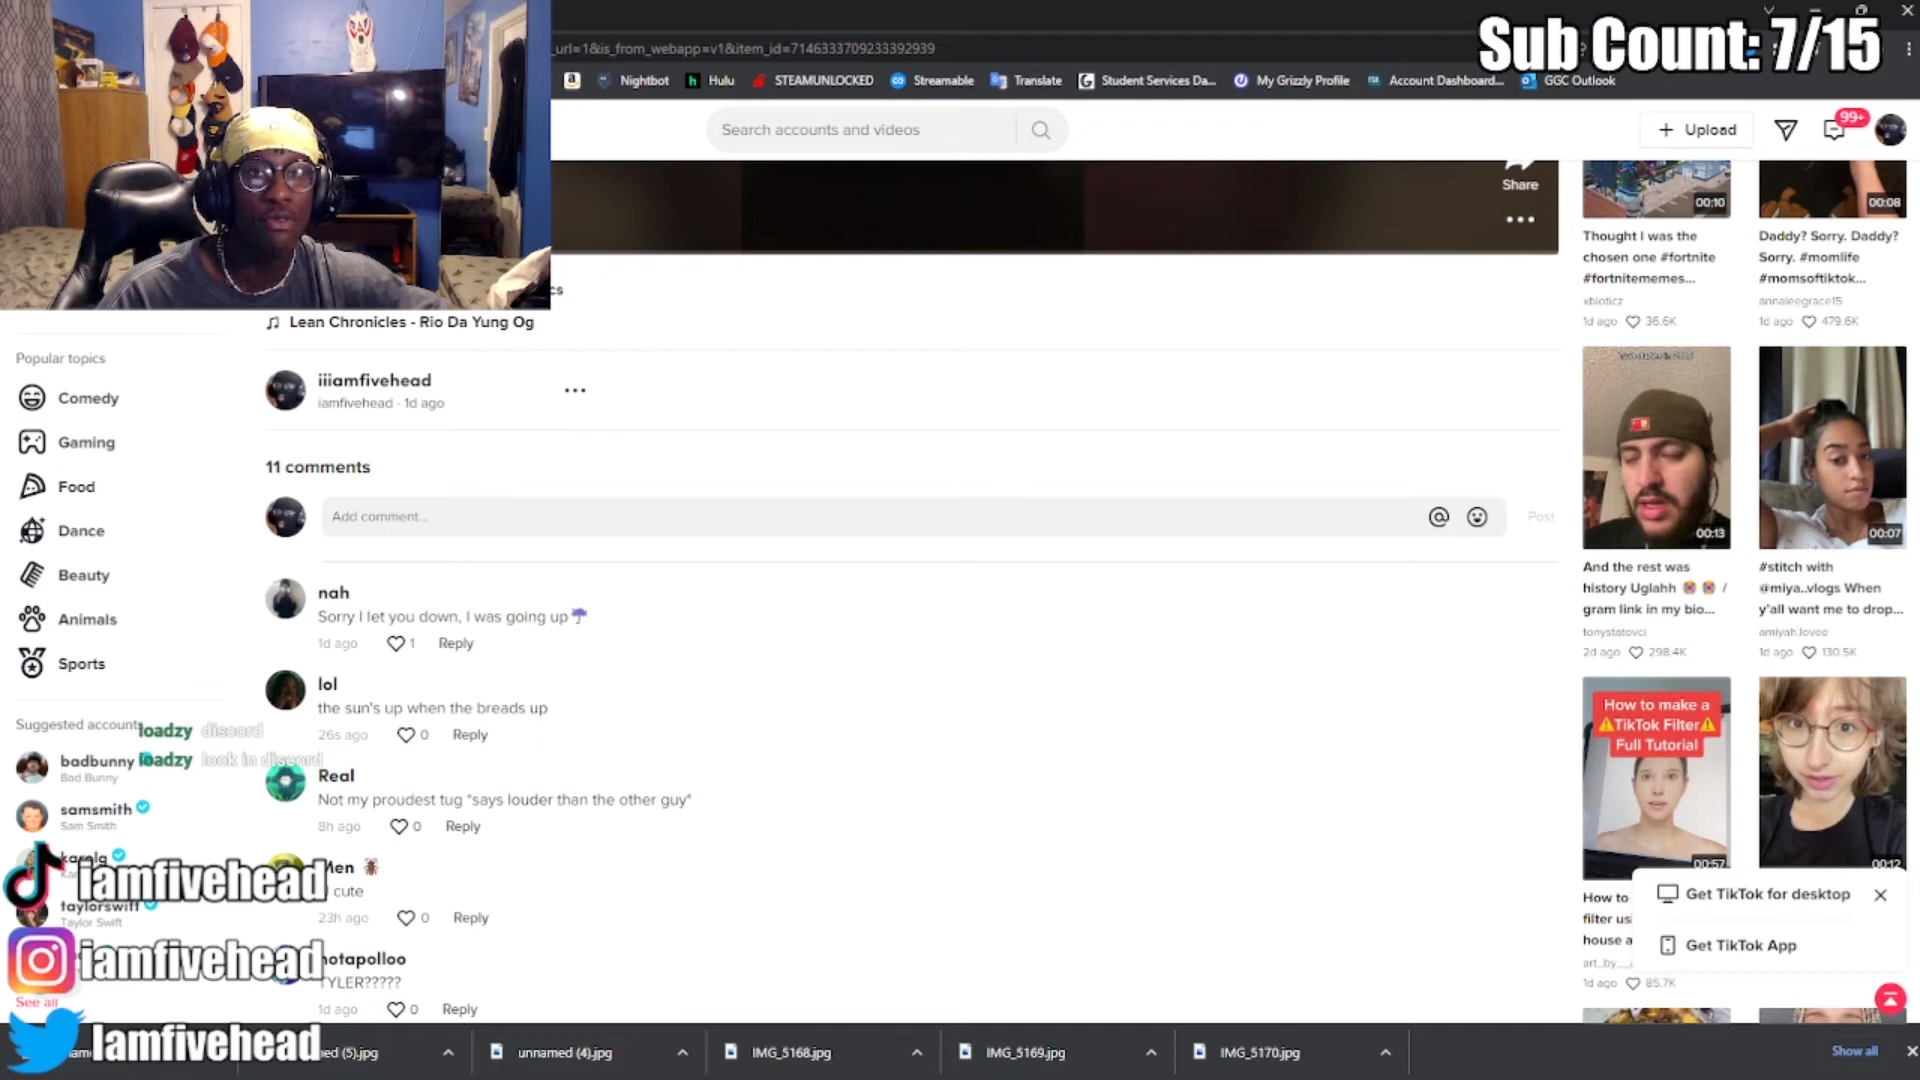 Sub Count: 7/15
_url=1&is_from_webapp=v1&item_id=7146333709233392939
Nightbot
Hulu
STEAMUNLOCKED
Streamable
Translate
Student Services Da...
My Grizzly Profile
Account Dashboard...
GGC Outlook
Search accounts and videos
Upload
99+
Share
Lean Chronicles - Rio Da Yung Og
Popular topics
Comedy
Gaming
Food
Dance
Beauty
Animals
Sports
Suggested accounts
badbunny
Bad Bunny
samsmith
Sam Smith
karolg
taylorswift
Taylor Swift
See all
loadzy discord
loadzy look in discord
iamfivehead
iamfivehead
Iamfivehead
iiiamfivehead
iamfivehead · 1d ago
11 comments
Add comment...
Post
nah
Sorry I let you down, I was going up☔
1d ago 1 Reply
lol
the sun's up when the breads up
26s ago 0 Reply
Real
Not my proudest tug *says louder than the other guy*
8h ago 0 Reply
Men 🪳
cute
23h ago 0 Reply
notapolloo
TYLER?????
1d ago 0 Reply
00:10
Thought I was the
chosen one #fortnite
#fortnitememes...
xbioticz
1d ago 36.6K
00:08
Daddy? Sorry. Daddy?
Sorry. #momlife
#momsoftiktok...
annaleegrace15
1d ago 479.6K
00:13
And the rest was
history Uglahh 😭 😭 /
gram link in my bio...
tonystatovci
2d ago 298.4K
00:07
#stitch with
@miya..vlogs When
y'all want me to drop...
amiyah.lovee
1d ago 130.5K
How to make a
⚠TikTok Filter⚠
Full Tutorial
00:57
How to
filter us
house a
art_by_
1d ago 85.7K
00:12
Get TikTok for desktop
Get TikTok App
ed (5).jpg
unnamed (4).jpg
IMG_5168.jpg
IMG_5169.jpg
IMG_5170.jpg
Show all